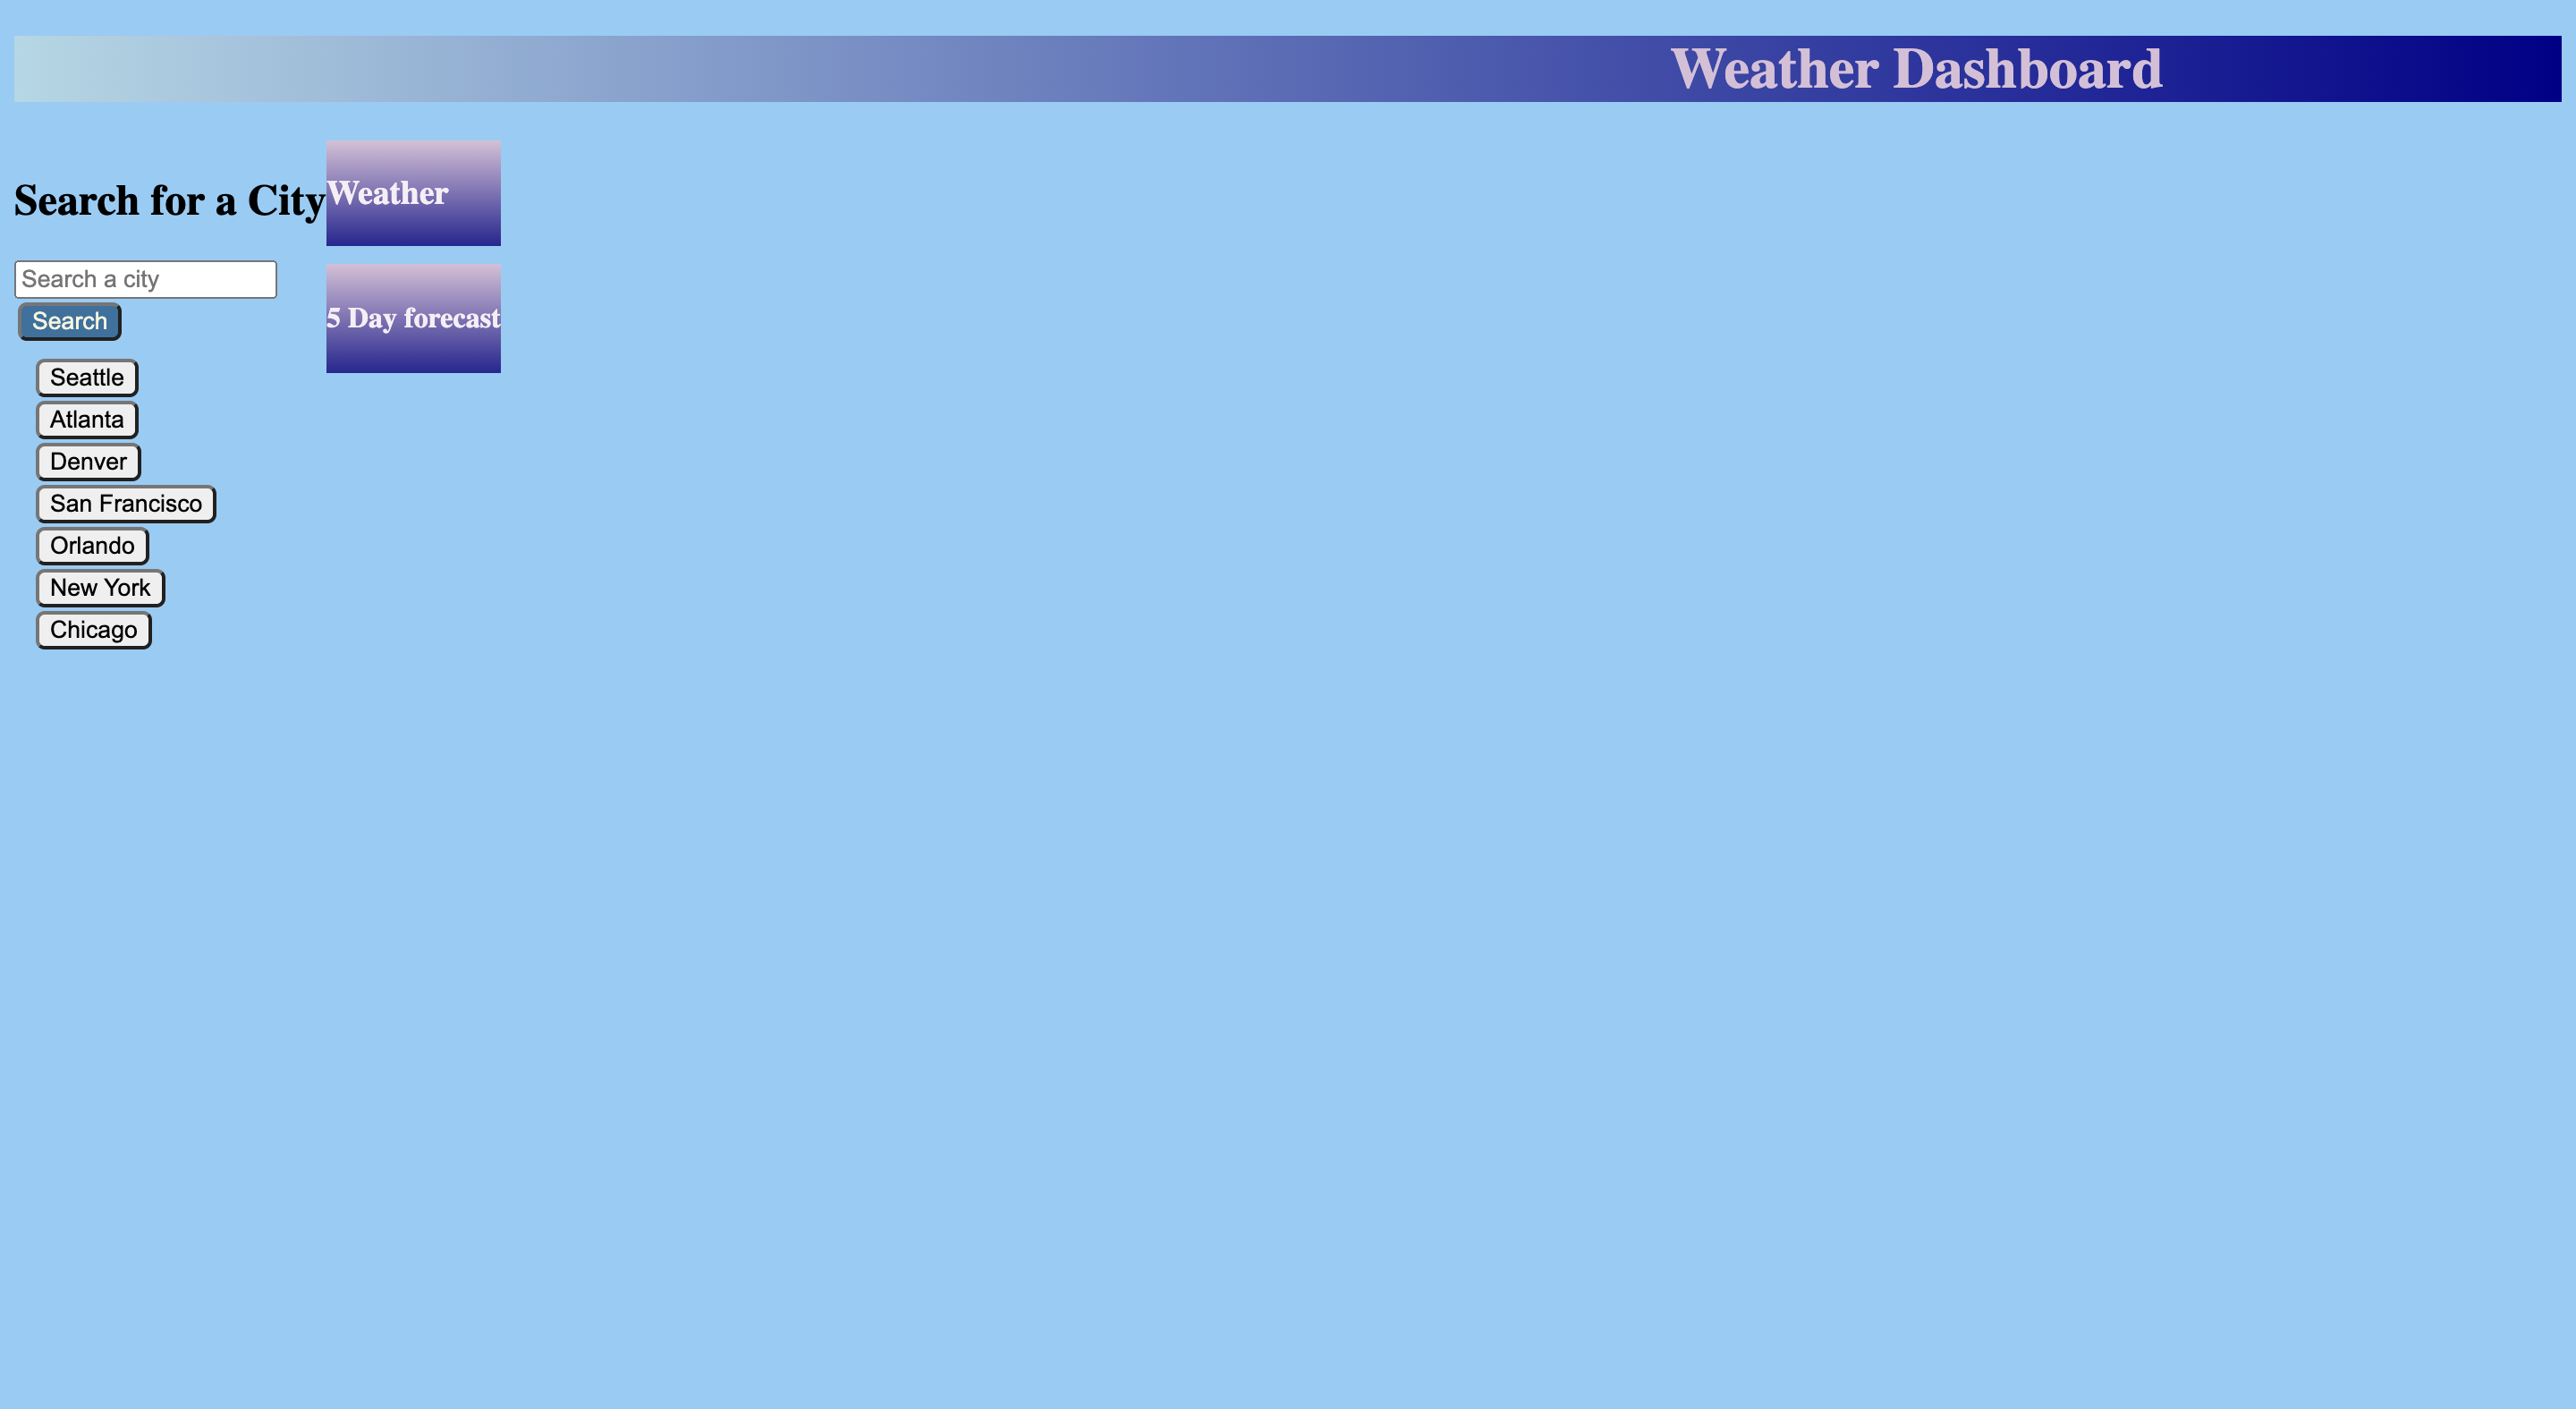 Weather Dashboard
Search for a City
Search a city
Search
Seattle
Atlanta
Denver
San Francisco
Orlando
New York
Chicago
Weather
5 Day forecast